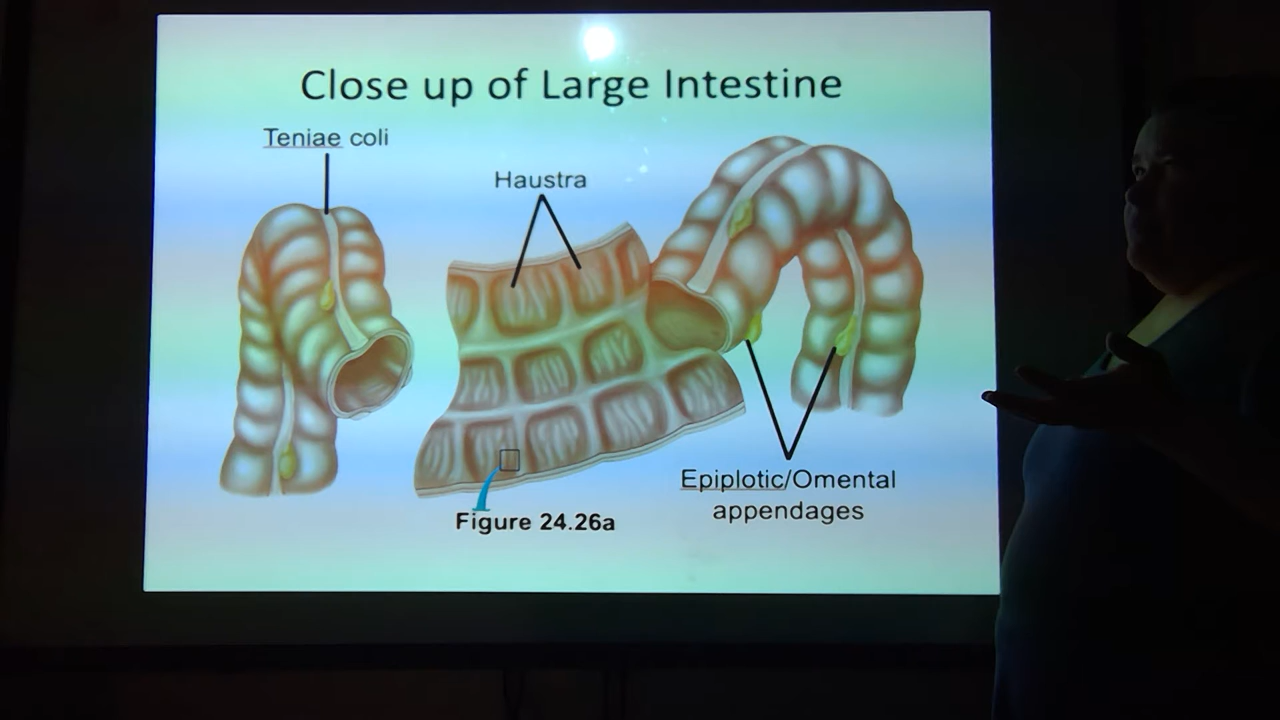 Close up of Large Intestine
Teniae coli
Haustra
Epiplotic/Omental
appendages
Figure 24.26a